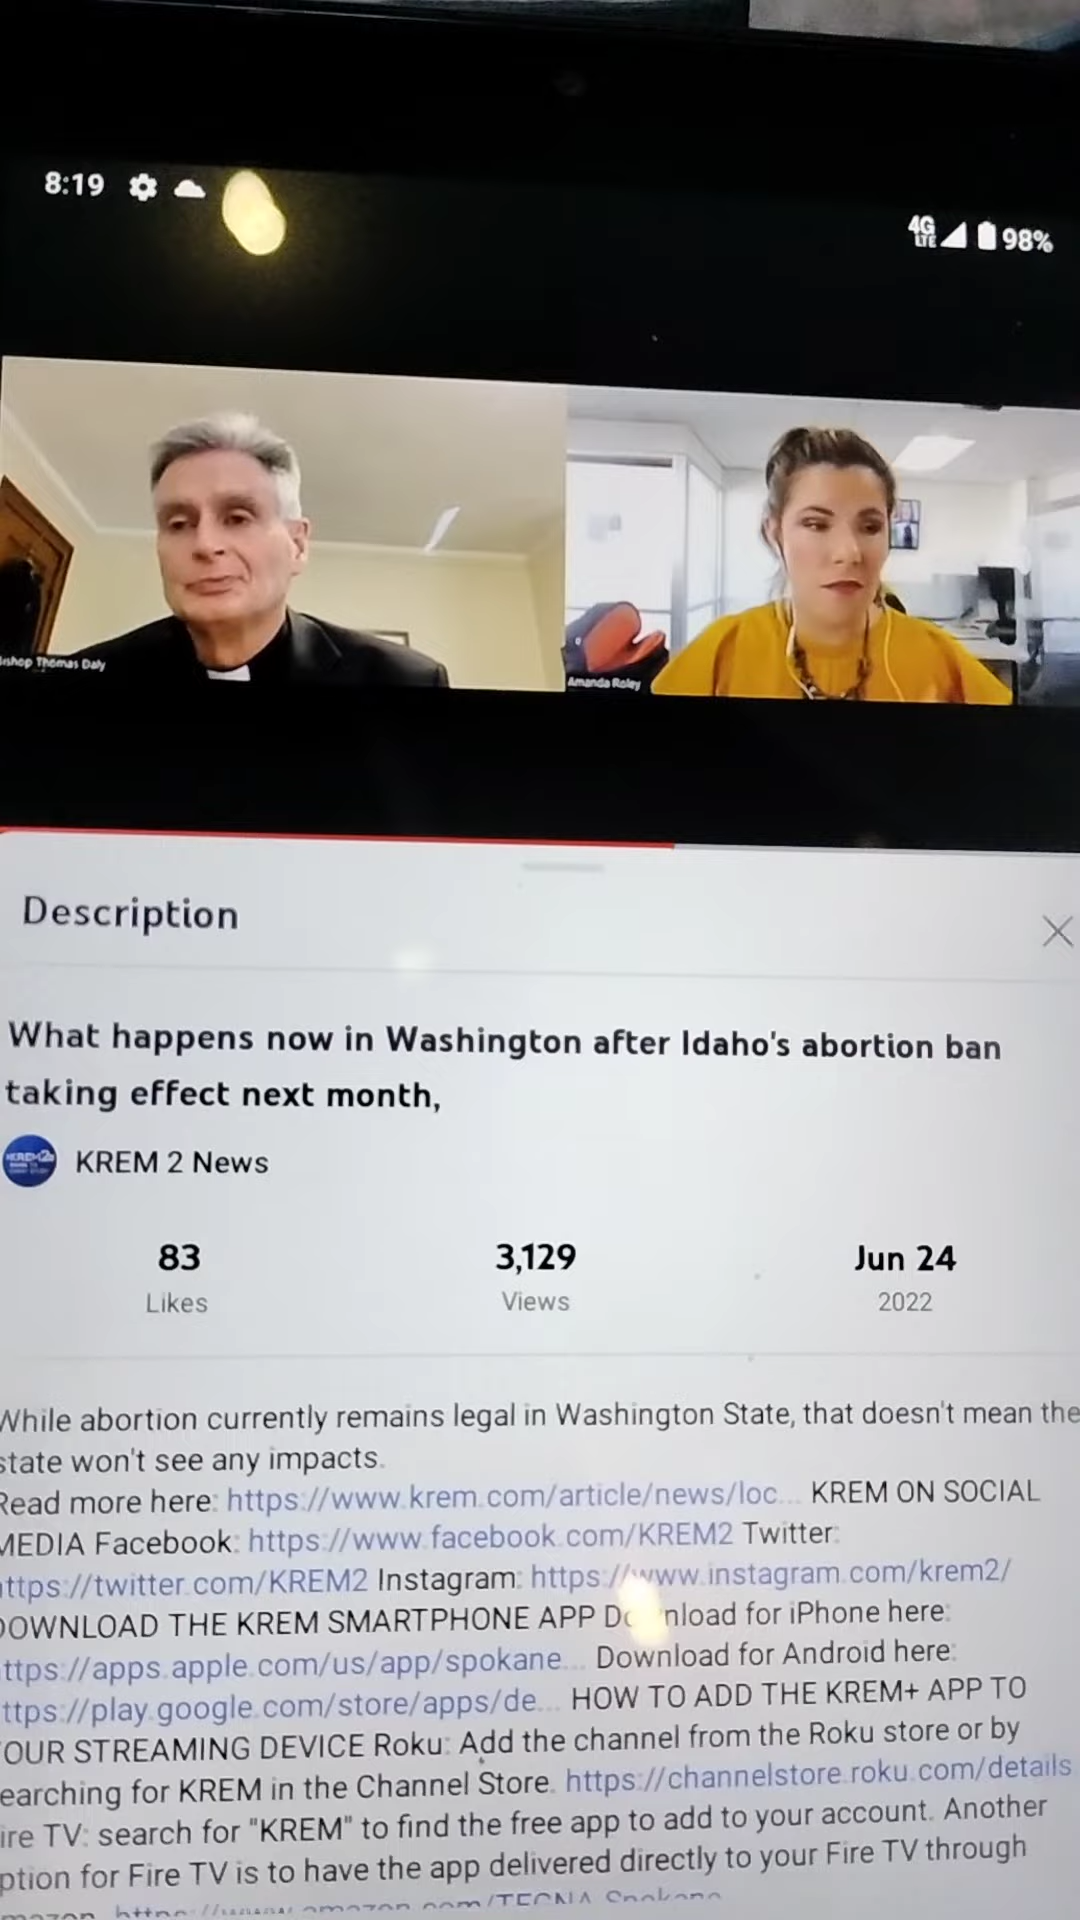 8:19
4G
LTE
98%
ishop Thomas Daly
Amanda Roley
Description
What happens now in Washington after Idaho's abortion ban
taking effect next month,
KREM2
KREM 2 News
83
3,129
Jun 24
Likes
Views
2022
While abortion currently remains legal in Washington State, that doesn't mean the
state won't see any impacts.
Read more here: https://www.krem.com/article/news/loc... KREM ON SOCIAL
MEDIA Facebook: https://www.facebook.com/KREM2 Twitter:
ttps://twitter.com/KREM2 Instagram: https://www.instagram.com/krem2/
DOWNLOAD THE KREM SMARTPHONE APP Download for iPhone here:
ttps://apps.apple.com/us/app/spokane... Download for Android here:
ttps://play.google.com/store/apps/de... HOW TO ADD THE KREM+ APP TO
OUR STREAMING DEVICE Roku: Add the channel from the Roku store or by
earching for KREM in the Channel Store. https://channelstore.roku.com/details
ire TV: search for "KREM" to find the free app to add to your account. Another
ption for Fire TV is to have the app delivered directly to your Fire TV through